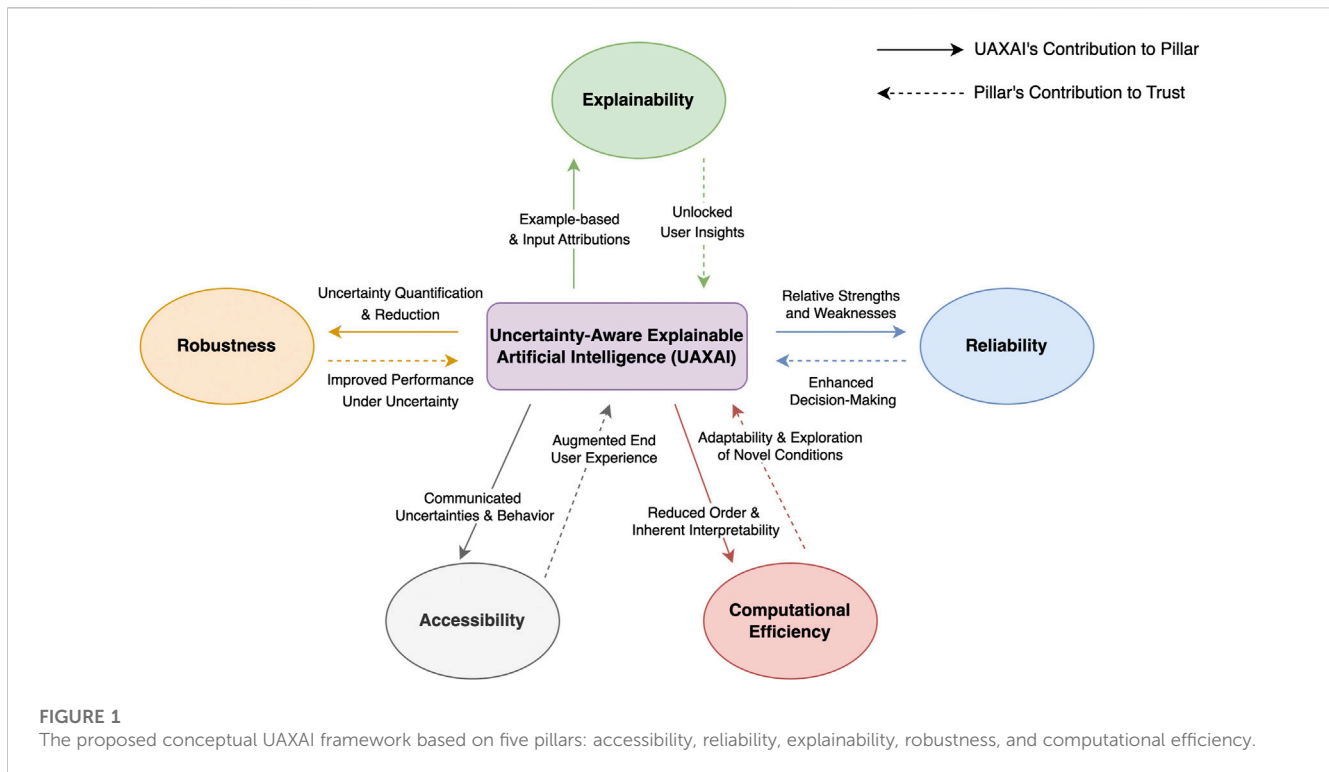 UAXAI's Contribution to Pillar
Pillar's Contribution to Trust
Explainability
Example-based
& Input Attributions
Unlocked
User Insights
Uncertainty Quantification
& Reduction
Robustness
Improved Performance
Under Uncertainty
Uncertainty-Aware Explainable
Artificial Intelligence (UAXAI)
Relative Strengths
and Weaknesses
Reliability
Enhanced
Decision-Making
Augmented End
User Experience
Adaptability & Exploration
of Novel Conditions
Communicated
Uncertainties & Behavior
Reduced Order &
Inherent Interpretability
Accessibility
Computational
Efficiency
FIGURE 1
The proposed conceptual UAXAI framework based on five pillars: accessibility, reliability, explainability, robustness, and computational efficiency.